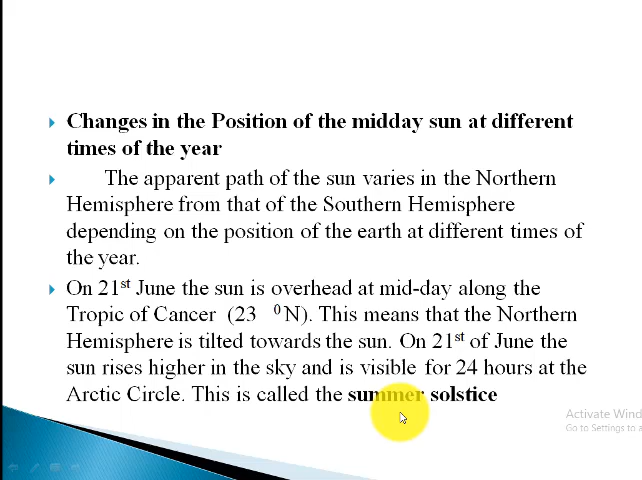 Changes in the Position of the midday sun at different
times of the year
The apparent path of the sun varies in the Northern
Hemisphere from that of the Southern Hemisphere
depending on the position of the earth at different times of
the year.
On 21st June the sun is overhead at mid-day along the
Tropic of Cancer (23 ⁰N). This means that the Northern
Hemisphere is tilted towards the sun. On 21st of June the
sun rises higher in the sky and is visible for 24 hours at the
Arctic Circle. This is called the summer solstice
Activate Wind
Go to Settings to a